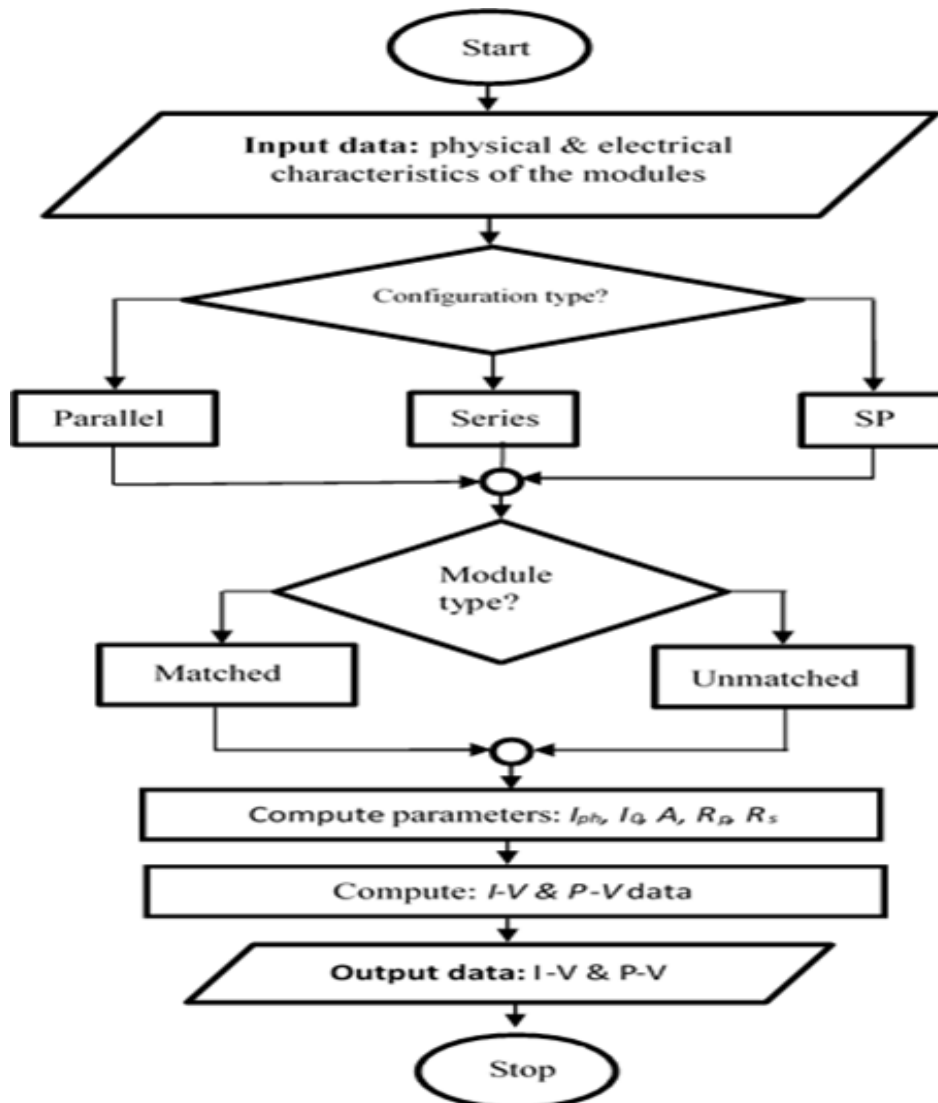 Start
Input data: physical & electrical
characteristics of the modules
Configuration type?
Parallel
Series
SP
Module
type?
Matched
Unmatched
Compute parameters: Iph, I0, A, Rp, Rs
Compute: I-V & P-V data
Output data: I-V & P-V
Stop